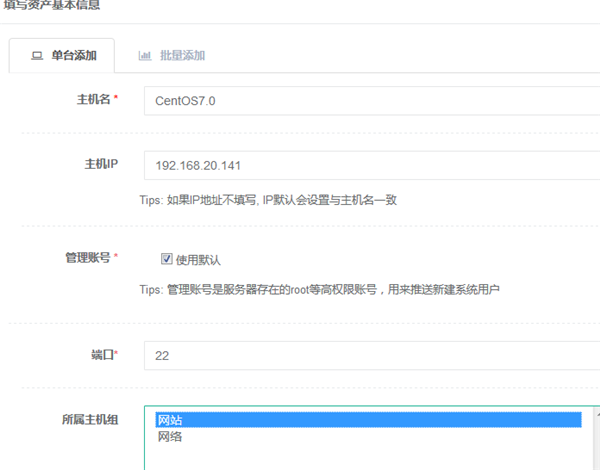 填写资产基本信息
单台添加 批量添加
主机名 * CentOS7.0
主机IP 192.168.20.141
Tips: 如果IP地址不填写, IP默认会设置与主机名一致
管理账号 * 使用默认
Tips: 管理账号是服务器存在的root等高权限账号，用来推送新建系统用户
端口* 22
所属主机组 网站
网络